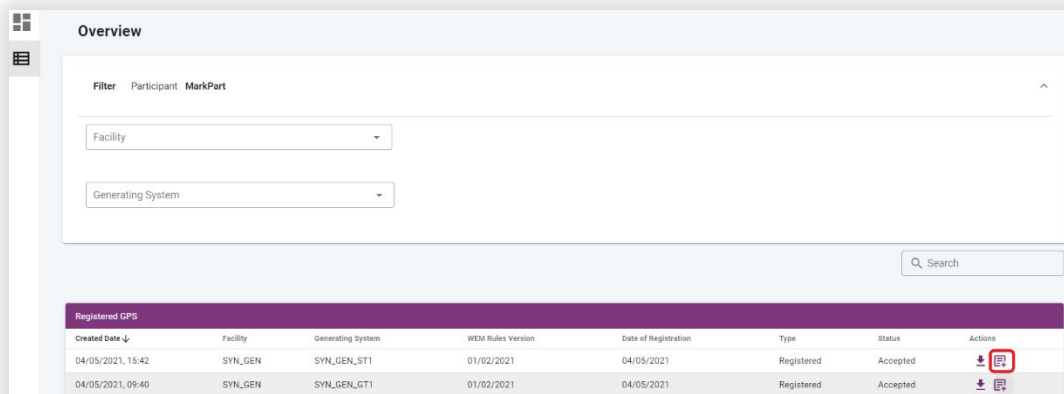 Overview
Filter Participant MarkPart
Facility
Generating System
Search
Registered GPS
Created Date Facility Generating System WEM Rules Version Date of Registration Type Status Actions
04/05/2021, 15:42 SYN_GEN SYN_GEN_ST1 01/02/2021 04/05/2021 Registered Accepted
04/05/2021, 09:40 SYN_GEN SYN_GEN_GT1 01/02/2021 04/05/2021 Registered Accepted